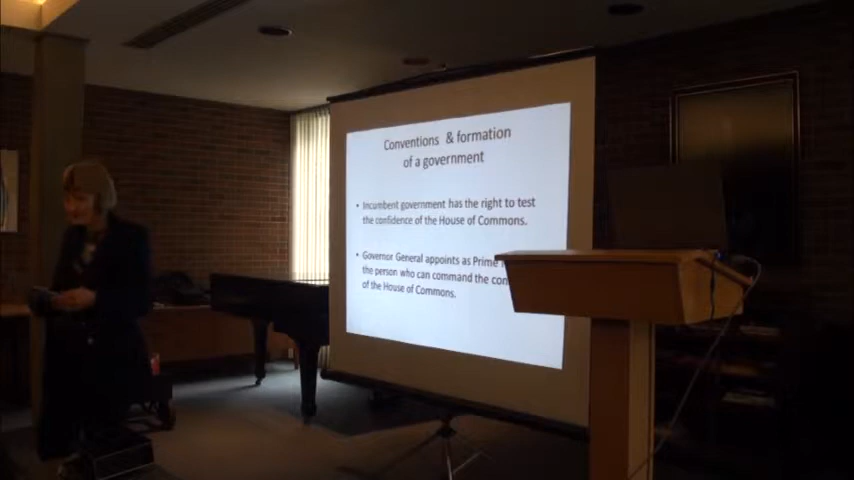 Conventions & formation
of a government
• Incumbent government has the right to test
the confidence of the House of Commons.
• Governor General appoints as Prime
the person who can command the
of the House of Commons.